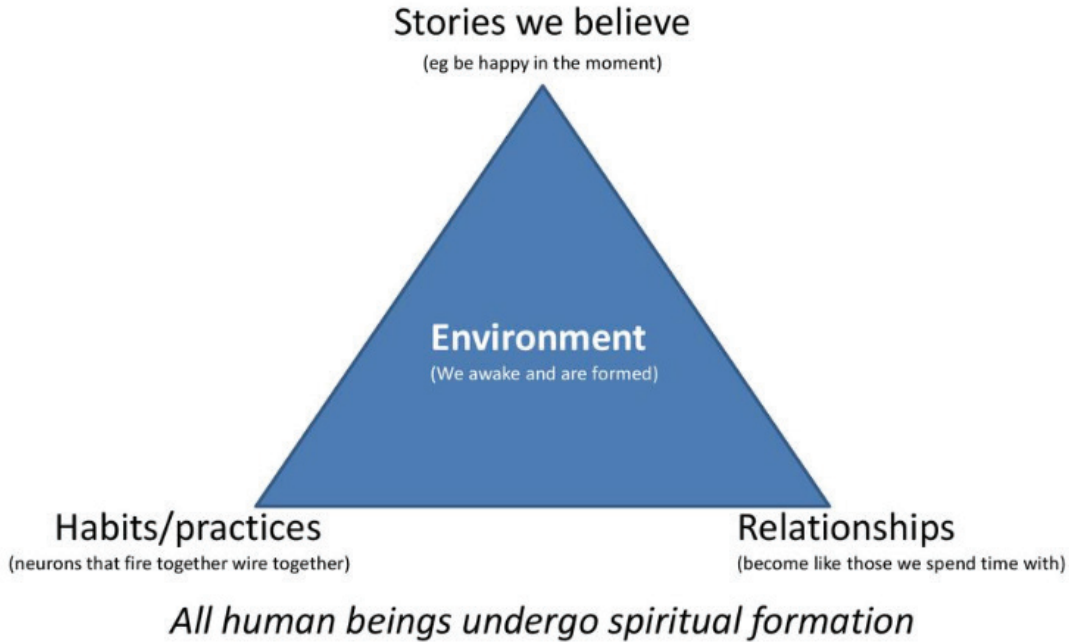 Stories we believe
(eg be happy in the moment)
Environment
(We awake and are formed)
Habits/practices
(neurons that fire together wire together)
Relationships
(become like those we spend time with)
All human beings undergo spiritual formation